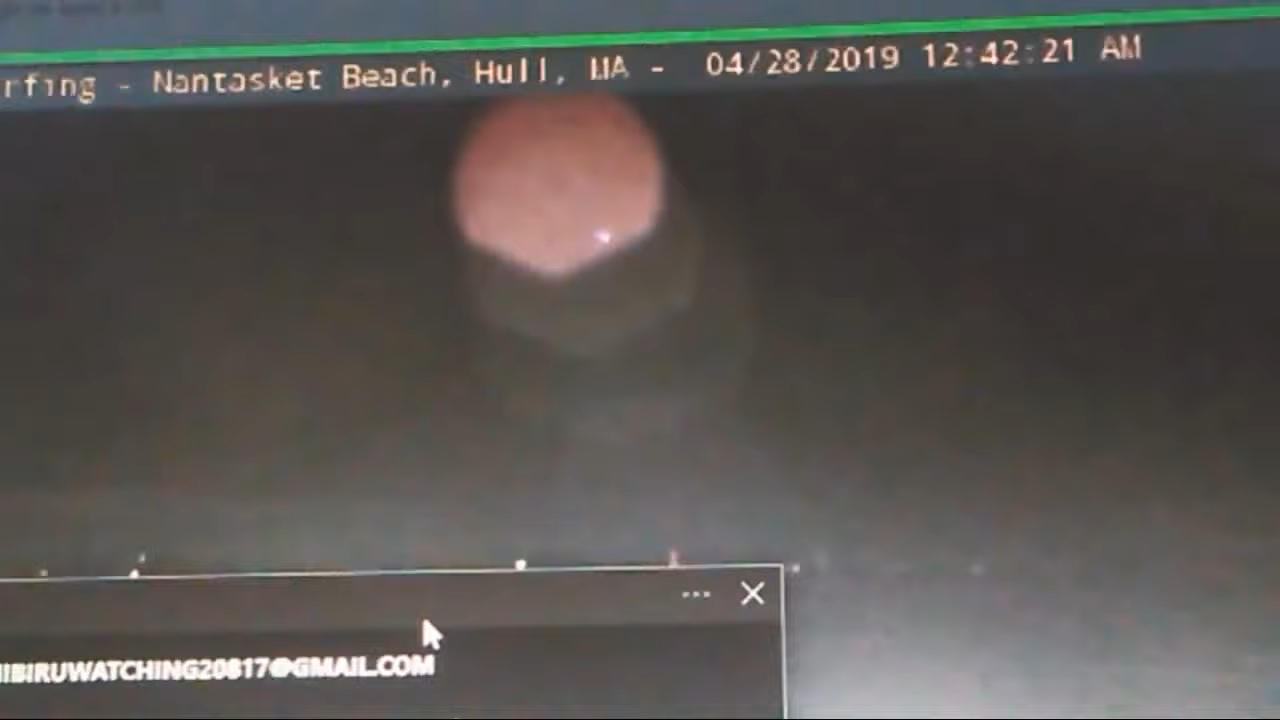 rfing - Nantasket Beach, Hull, MA - 04/28/2019 12:42:21 AM
IBIRUWATCHING20817@GMAIL.COM